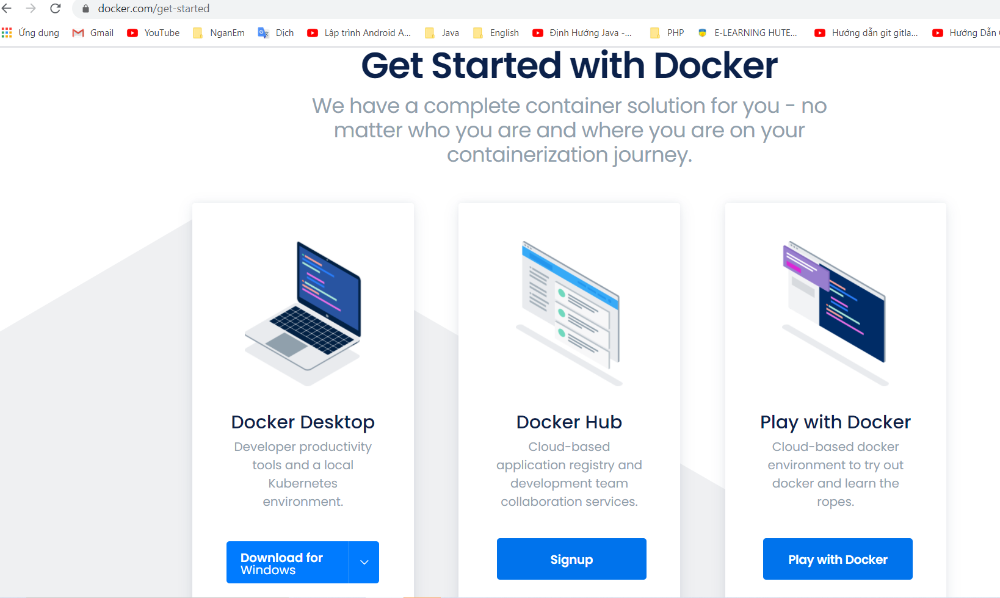 docker.com/get-started
Ứng dụng Gmail YouTube NganEm Dịch Lập trình Android A... Java English Định Hướng Java -... PHP E-LEARNING HUTE... Hướng dẫn git gitla... Hướng Dẫn
Get Started with Docker
We have a complete container solution for you - no
matter who you are and where you are on your
containerization journey.
Docker Desktop
Developer productivity
tools and a local
Kubernetes
environment.
Download for
Windows
Docker Hub
Cloud-based
application registry and
development team
collaboration services.
Signup
Play with Docker
Cloud-based docker
environment to try out
docker and learn the
ropes.
Play with Docker